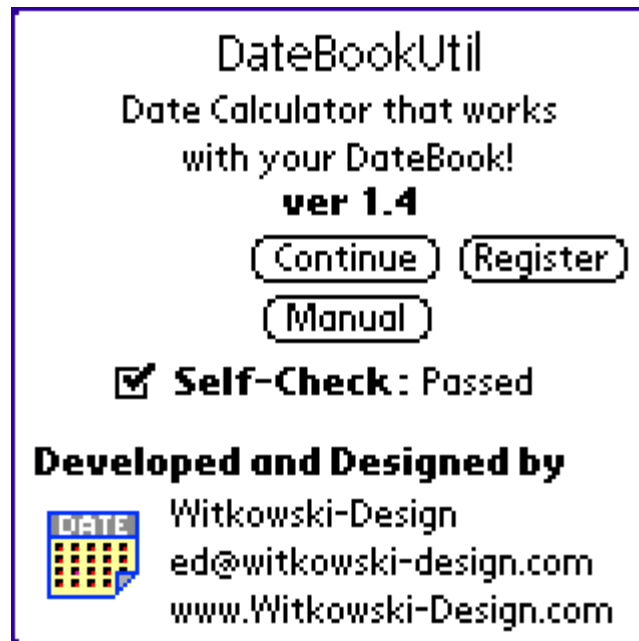 DateBookUtil
Date Calculator that works
with your DateBook!
ver 1.4
Continue Register
Manual
Self-Check: Passed
Developed and Designed by
DATE
Witkowski-Design
ed@witkowski-design.com
www.Witkowski-Design.com